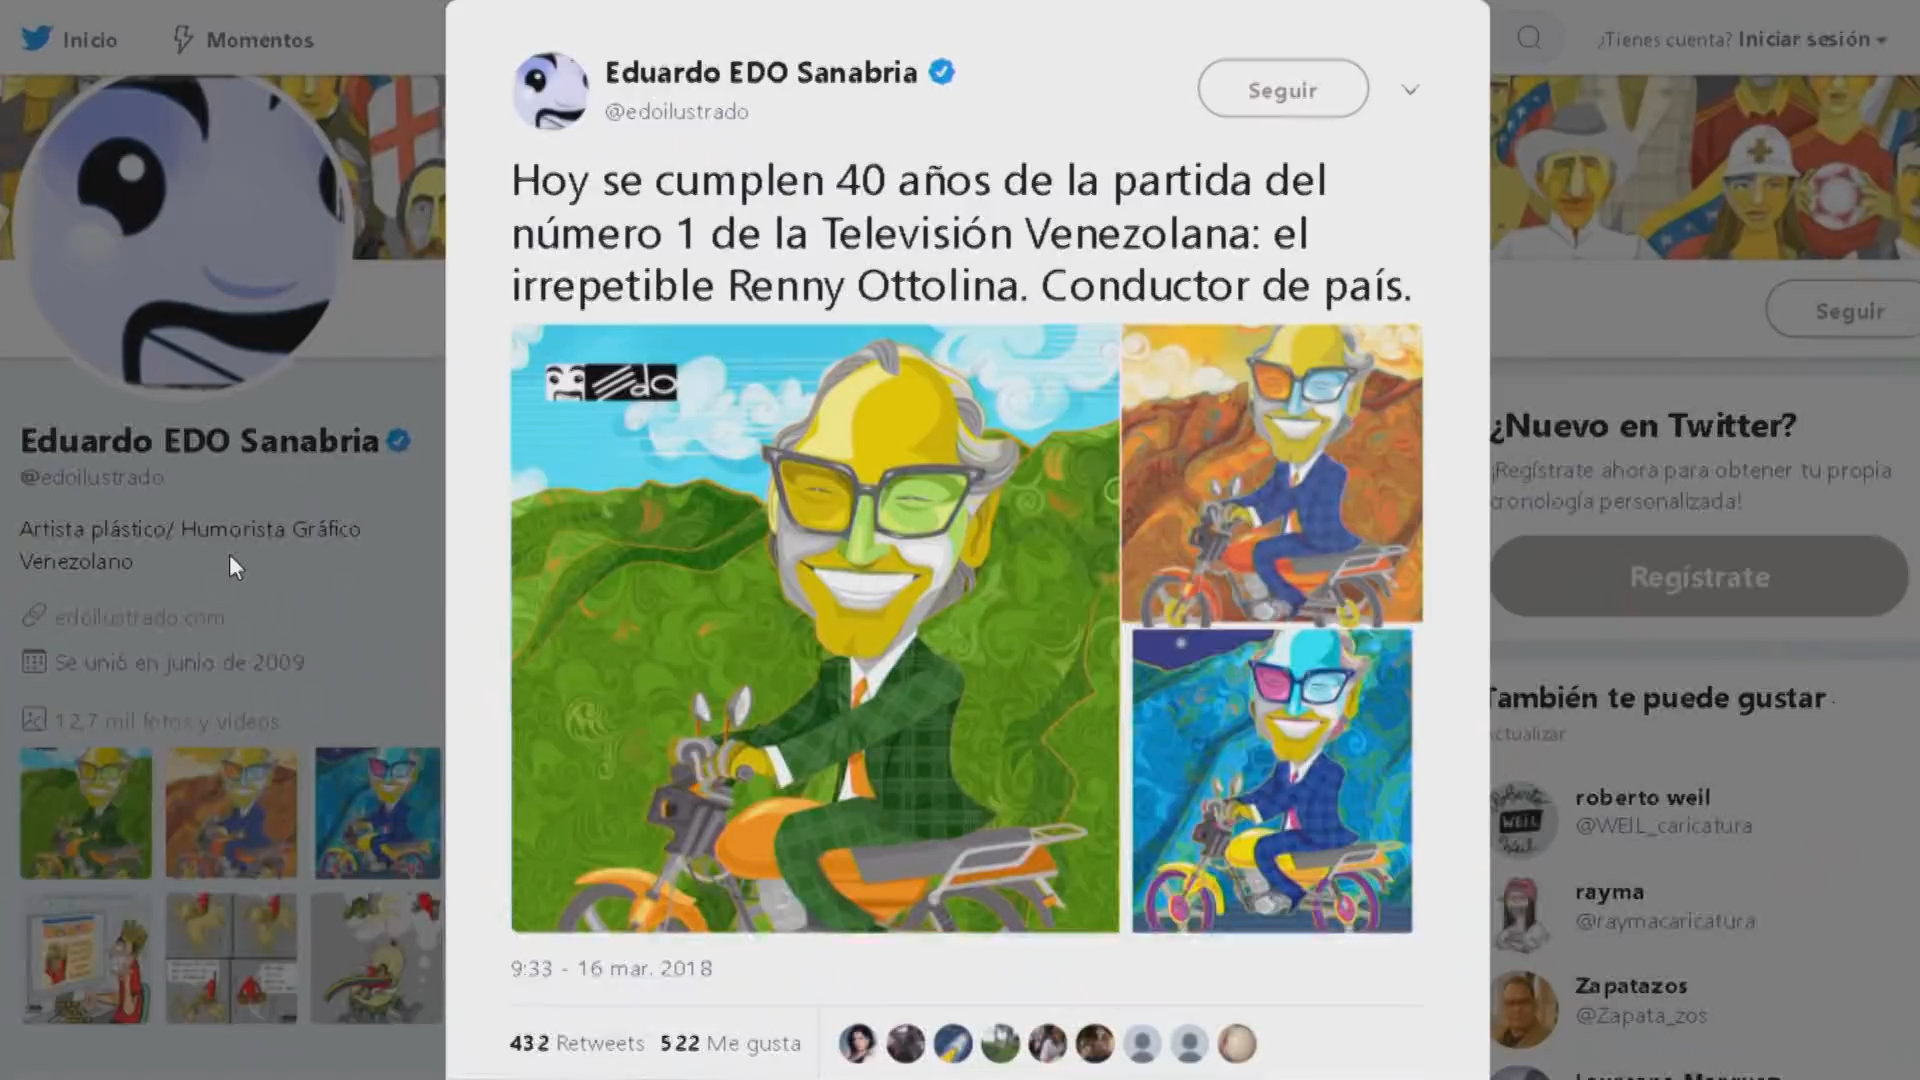 Inicio
Momentos
¿Tienes cuenta? Iniciar sesión
Eduardo EDO Sanabria
@edoilustrado
Seguir
Hoy se cumplen 40 años de la partida del
número 1 de la Televisión Venezolana: el
irrepetible Renny Ottolina. Conductor de país.
Edo
9:33 - 16 mar. 2018
432 Retweets 522 Me gusta
Eduardo EDO Sanabria
@edoilustrado
Artista plástico/ Humorista Gráfico
Venezolano
edoilustrado.com
Se unió en junio de 2009
12,7 mil fotos y videos
Seguir
¿Nuevo en Twitter?
¡Regístrate ahora para obtener tu propia
cronología personalizada!
Regístrate
También te puede gustar ·
ctualizar
WEIL
roberto weil
@WEIL_caricatura
rayma
@raymacaricatura
Zapatazos
@Zapata_zos